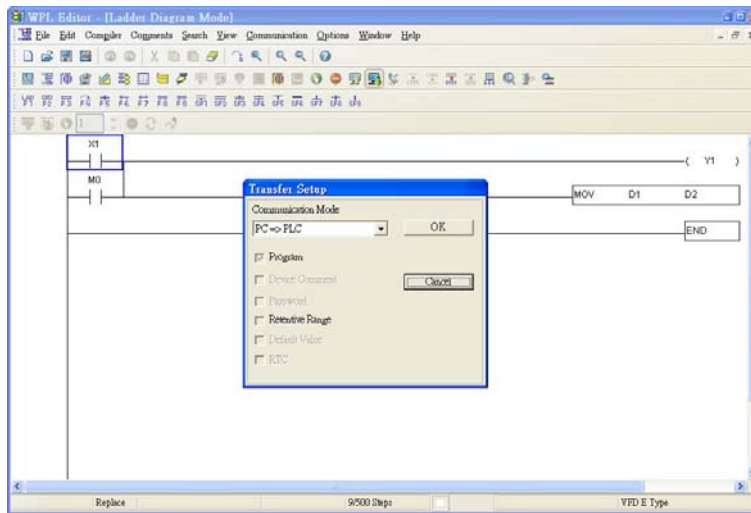 WPL Editor - [Ladder Diagram Mode]
File Edit Compiler Comments Search View Communication Options Window Help
1
X1
( Y1 )
M0
MOV D1 D2
END
Transfer Setup
Communication Mode
PC => PLC
OK
Program
Device Comment
Cancel
Password
Retentive Range
Default Value
RTC
Replace
9/500 Steps
VFD E Type